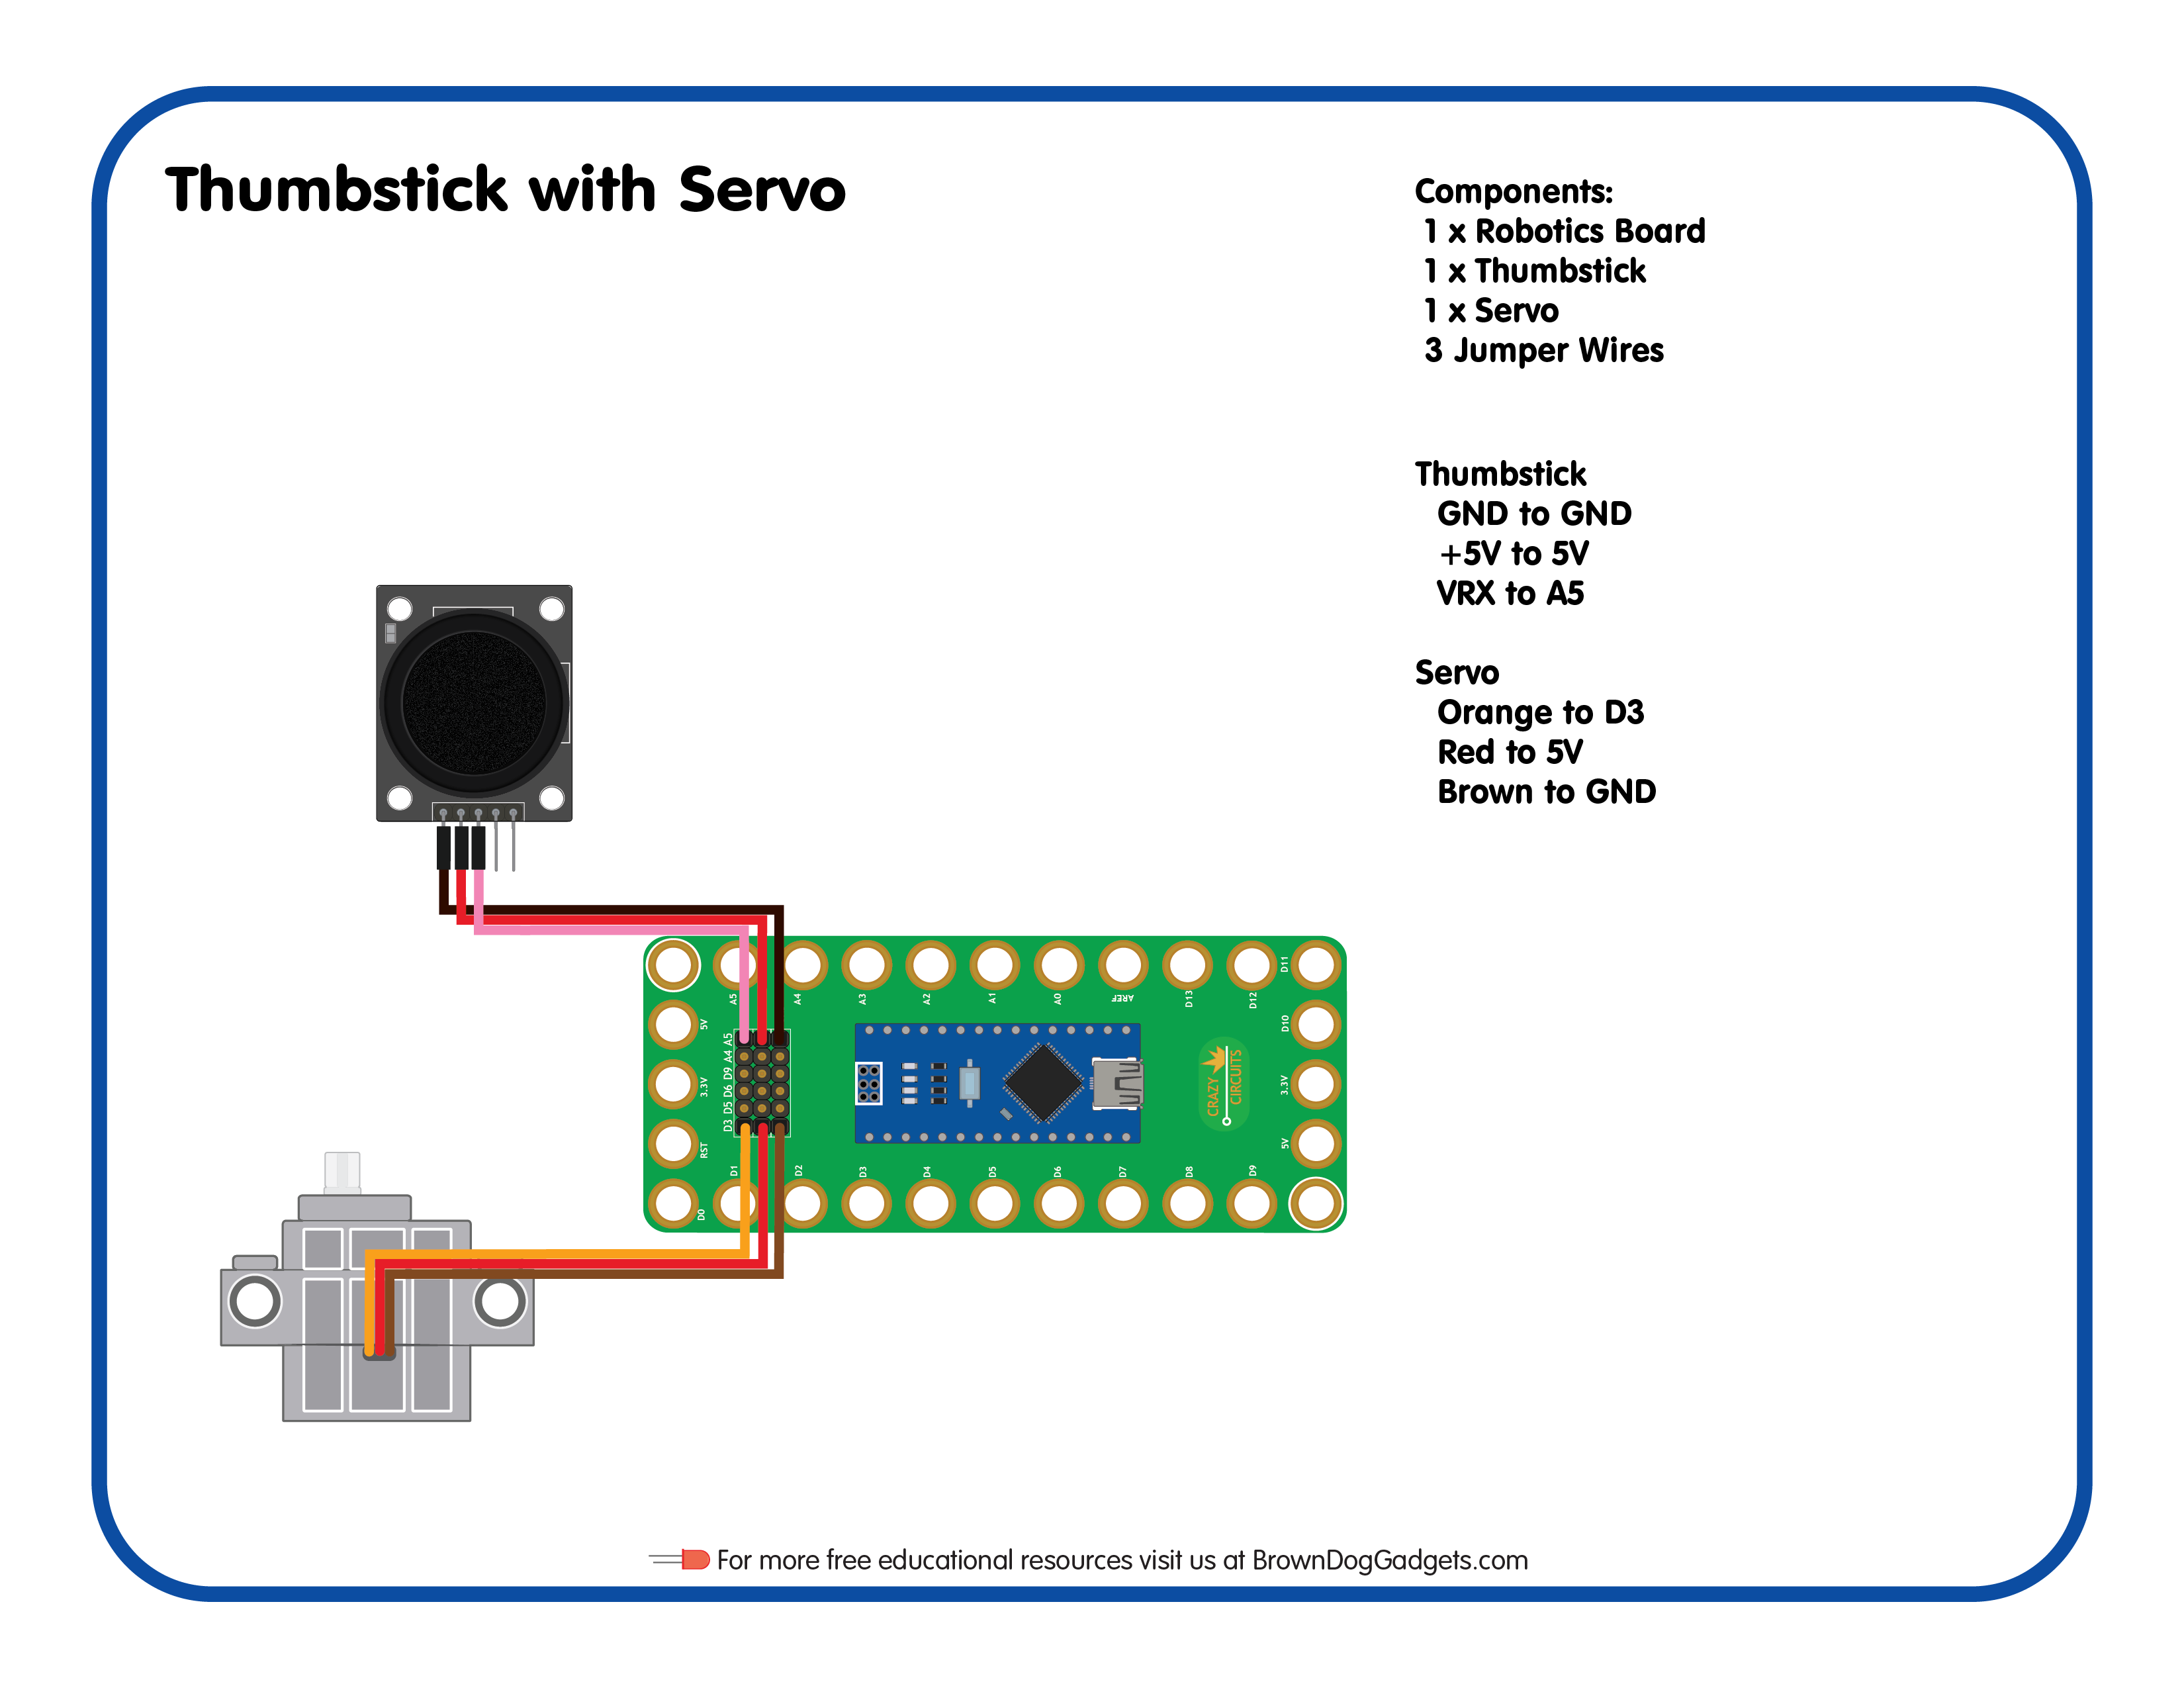 Thumbstick with Servo
Components:
1 x Robotics Board
1 x Thumbstick
1 x Servo
3 Jumper Wires
Thumbstick
GND to GND
+5V to 5V
VRX to A5
Servo
Orange to D3
Red to 5V
Brown to GND
A5
A4
A3
A2
A1
A0
AREF
D13
D12
D11
5V
3.3V
RST
D0
A5
A4
D9
D6
D5
D3
CRAZY
CIRCUITS
D10
3.3V
5V
D1
D2
D3
D4
D5
D6
D7
D8
D9
For more free educational resources visit us at BrownDogGadgets.com